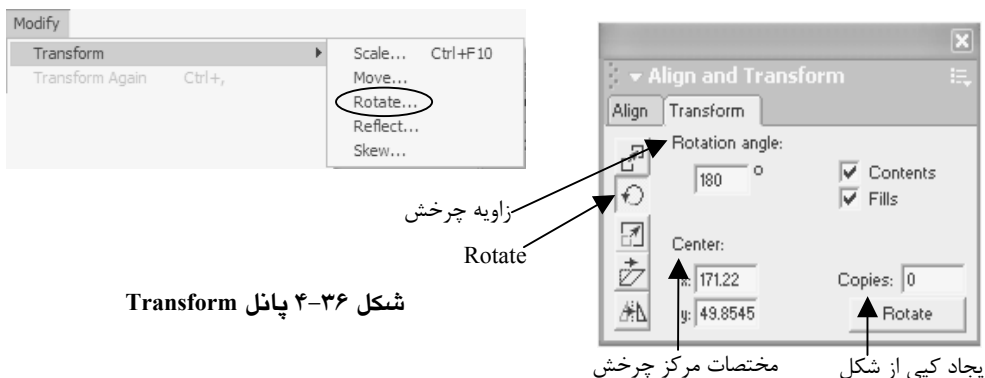 Modify
Transform
Transform Again Ctrl+,
Scale... Ctrl+F10
Move...
Rotate...
Reflect...
Skew...
Align and Transform
Align Transform
Rotation angle:
180 °
Contents
Fills
زاویه چرخش
Rotate
Center:
x: 171.22
y: 49.8545
Copies: 0
Rotate
شکل ۳۶-۴ پانل Transform
مختصات مرکز چرخش
یجاد کپی از شکل